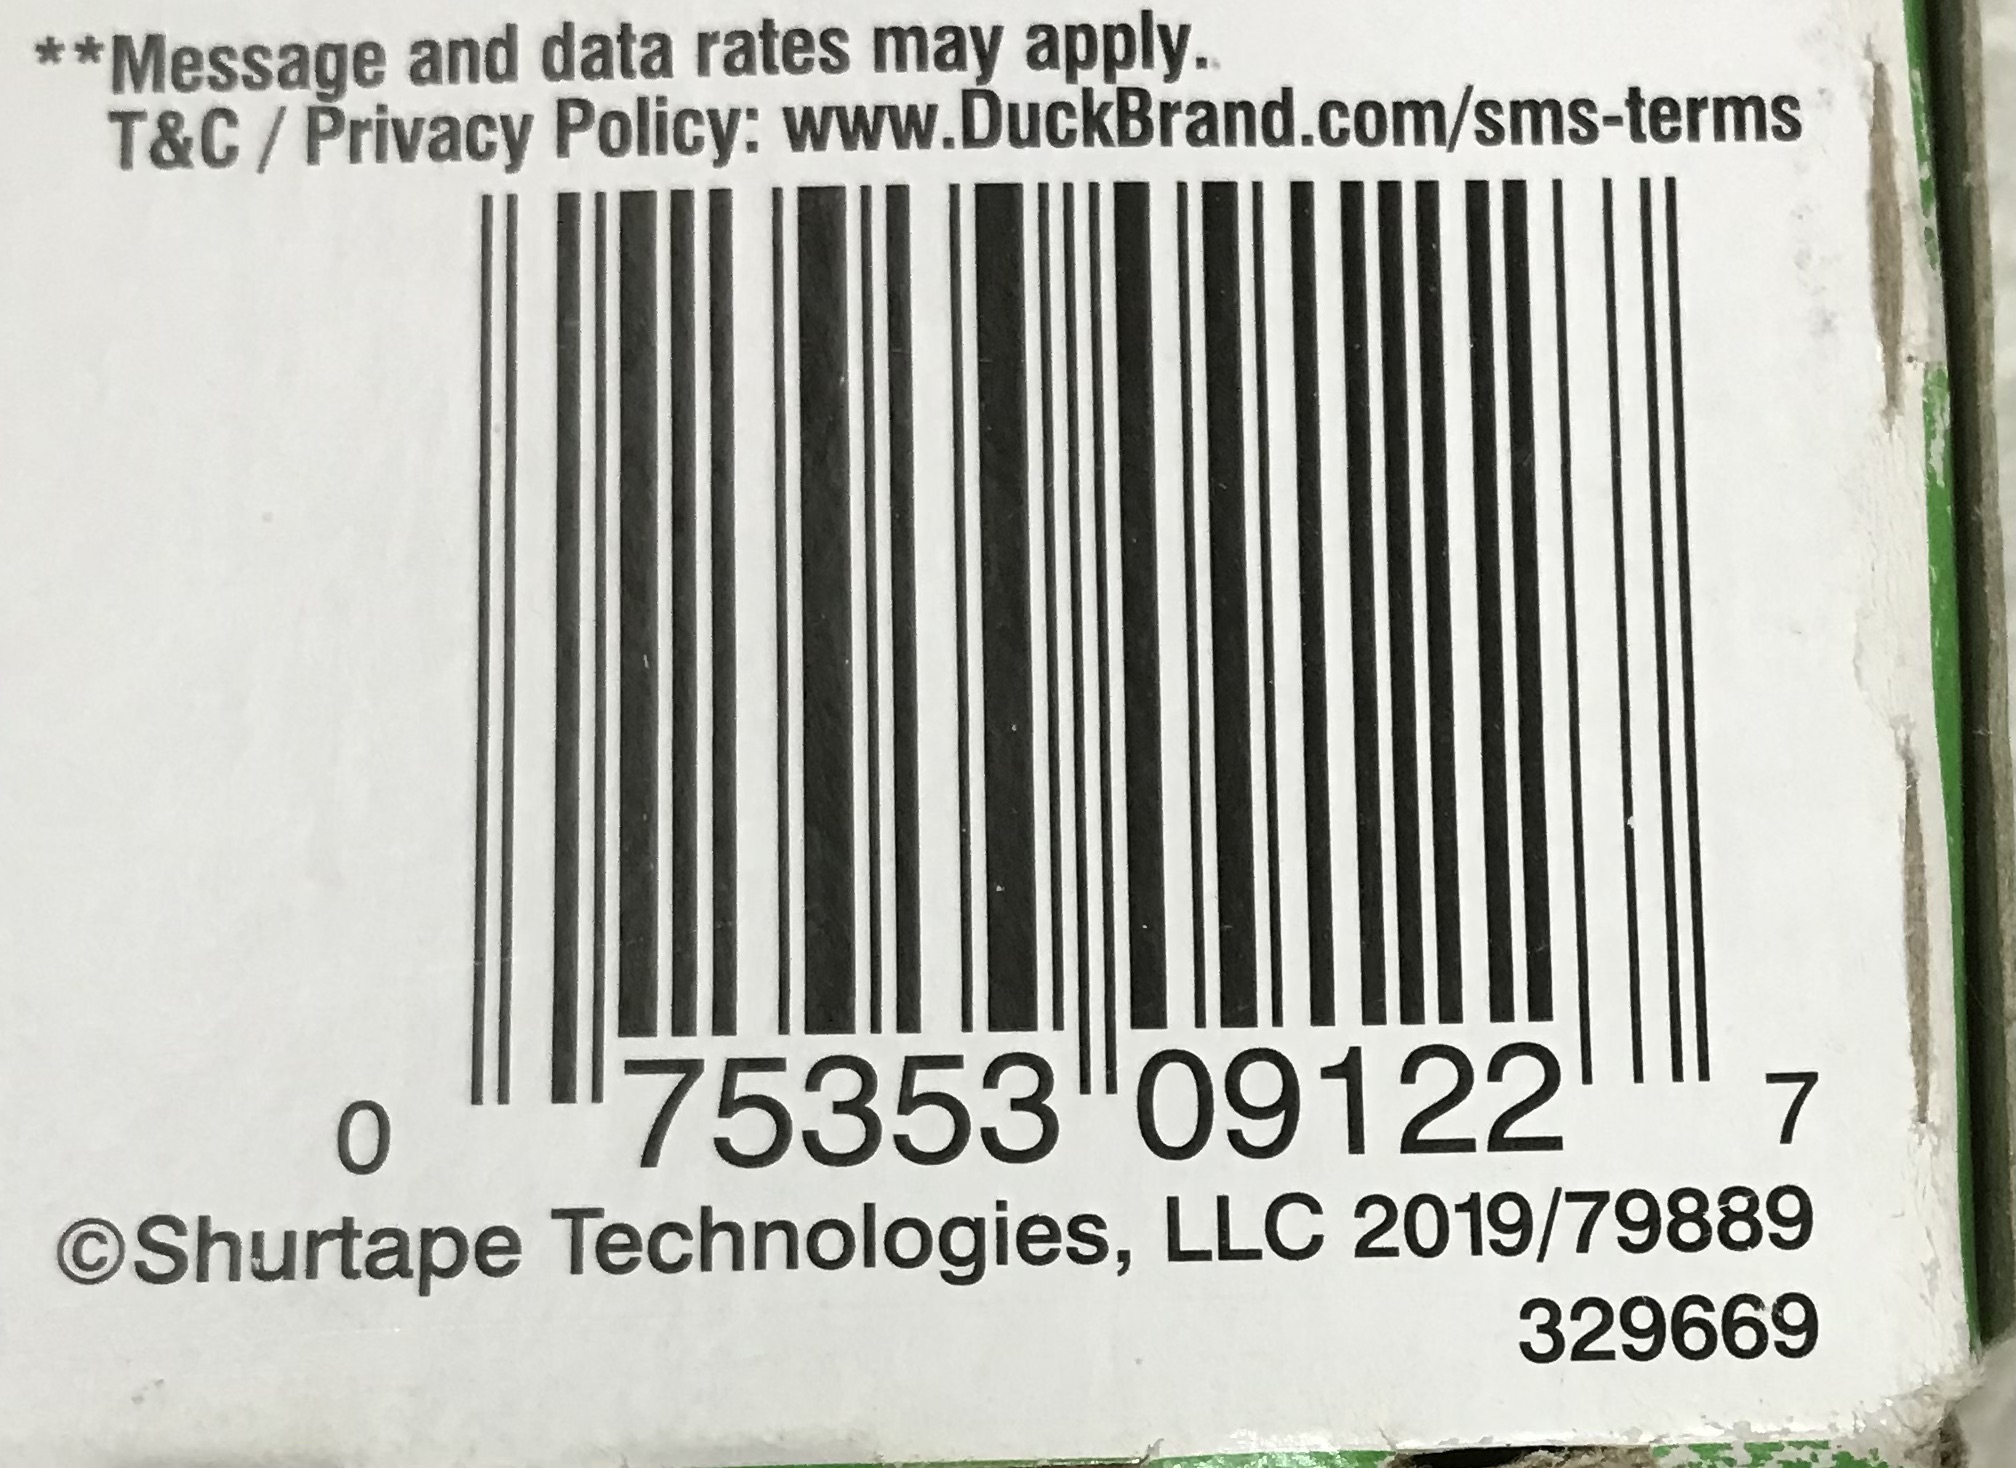 **Message and data rates may apply.
T&C / Privacy Policy: www.DuckBrand.com/sms-terms
0 75353 09122 7
©Shurtape Technologies, LLC 2019/79889
329669